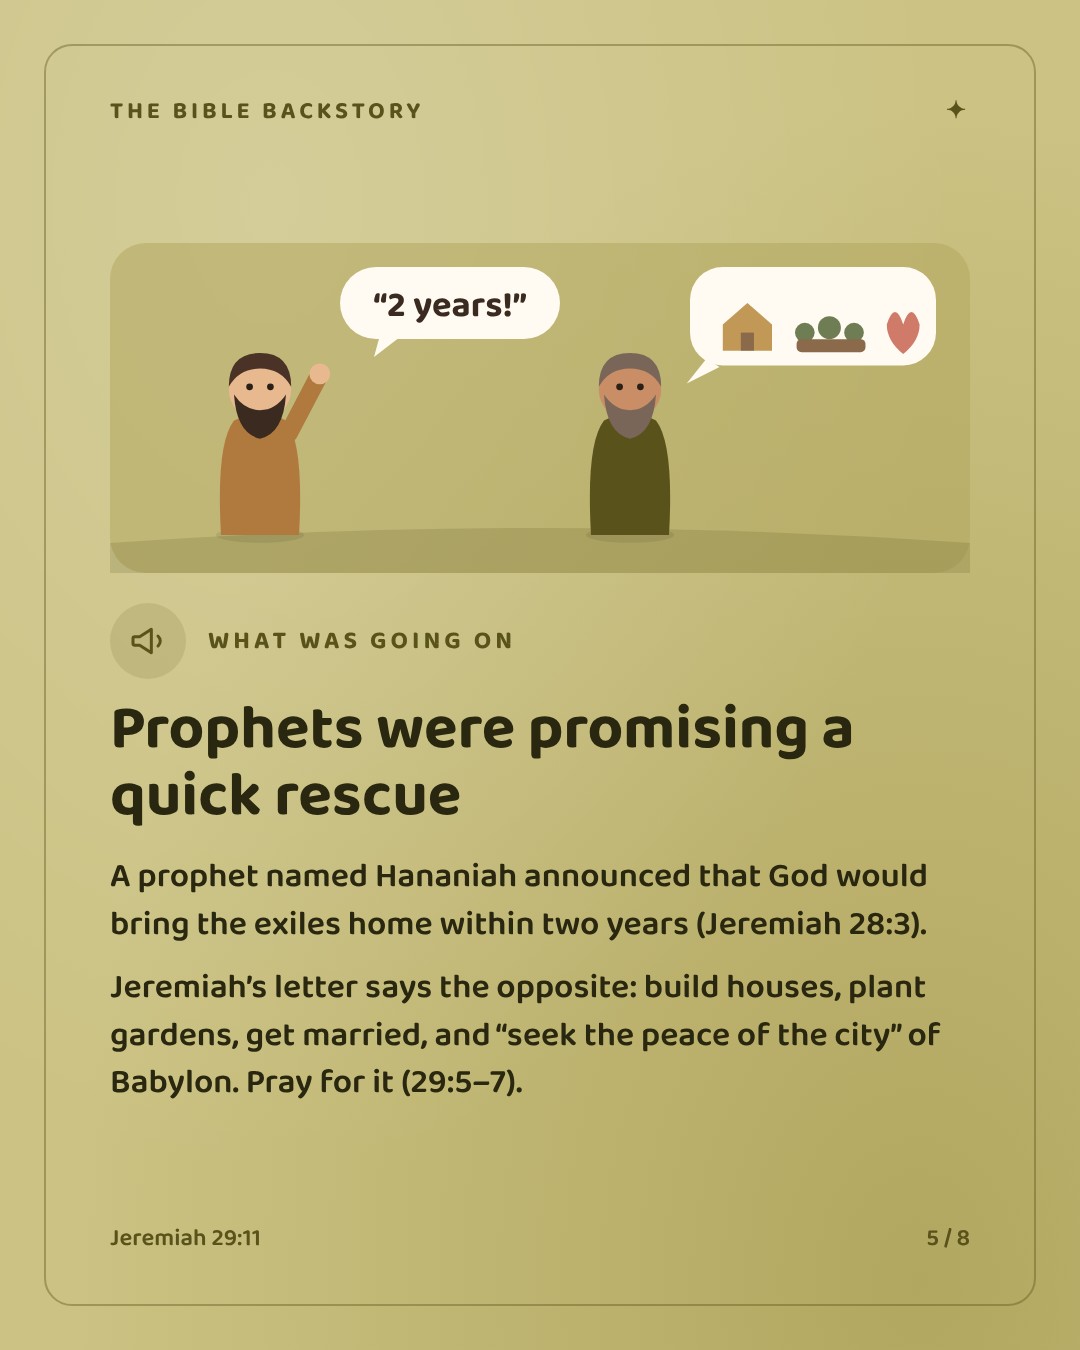 THE BIBLE BACKSTORY
“2 years!”
WHAT WAS GOING ON
Prophets were promising a
quick rescue
A prophet named Hananiah announced that God would
bring the exiles home within two years (Jeremiah 28:3).
Jeremiah’s letter says the opposite: build houses, plant
gardens, get married, and “seek the peace of the city” of
Babylon. Pray for it (29:5–7).
Jeremiah 29:11
5 / 8